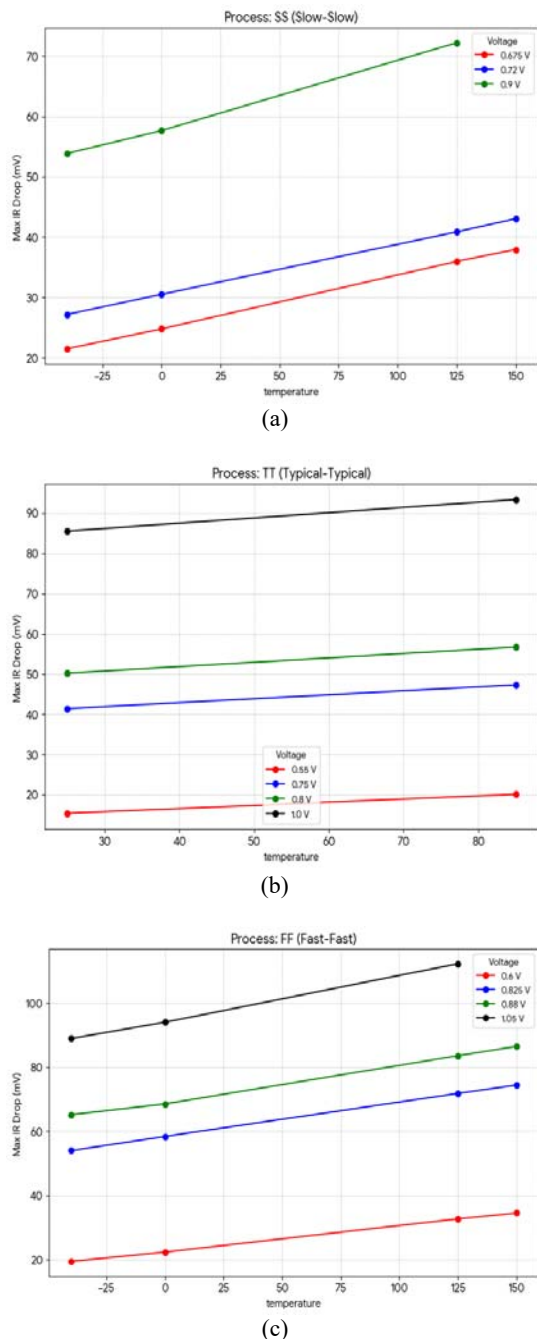 Process: SS (Slow-Slow)
Voltage
0.675 V
0.72 V
0.9 V
Max IR Drop (mV)
70
60
50
40
30
20
−25 0 25 50 75 100 125 150
temperature
(a)
Process: TT (Typical-Typical)
Max IR Drop (mV)
90
80
70
60
50
40
30
20
Voltage
0.55 V
0.75 V
0.8 V
1.0 V
30 40 50 60 70 80
temperature
(b)
Process: FF (Fast-Fast)
Voltage
0.6 V
0.825 V
0.88 V
1.05 V
Max IR Drop (mV)
100
80
60
40
20
−25 0 25 50 75 100 125 150
temperature
(c)